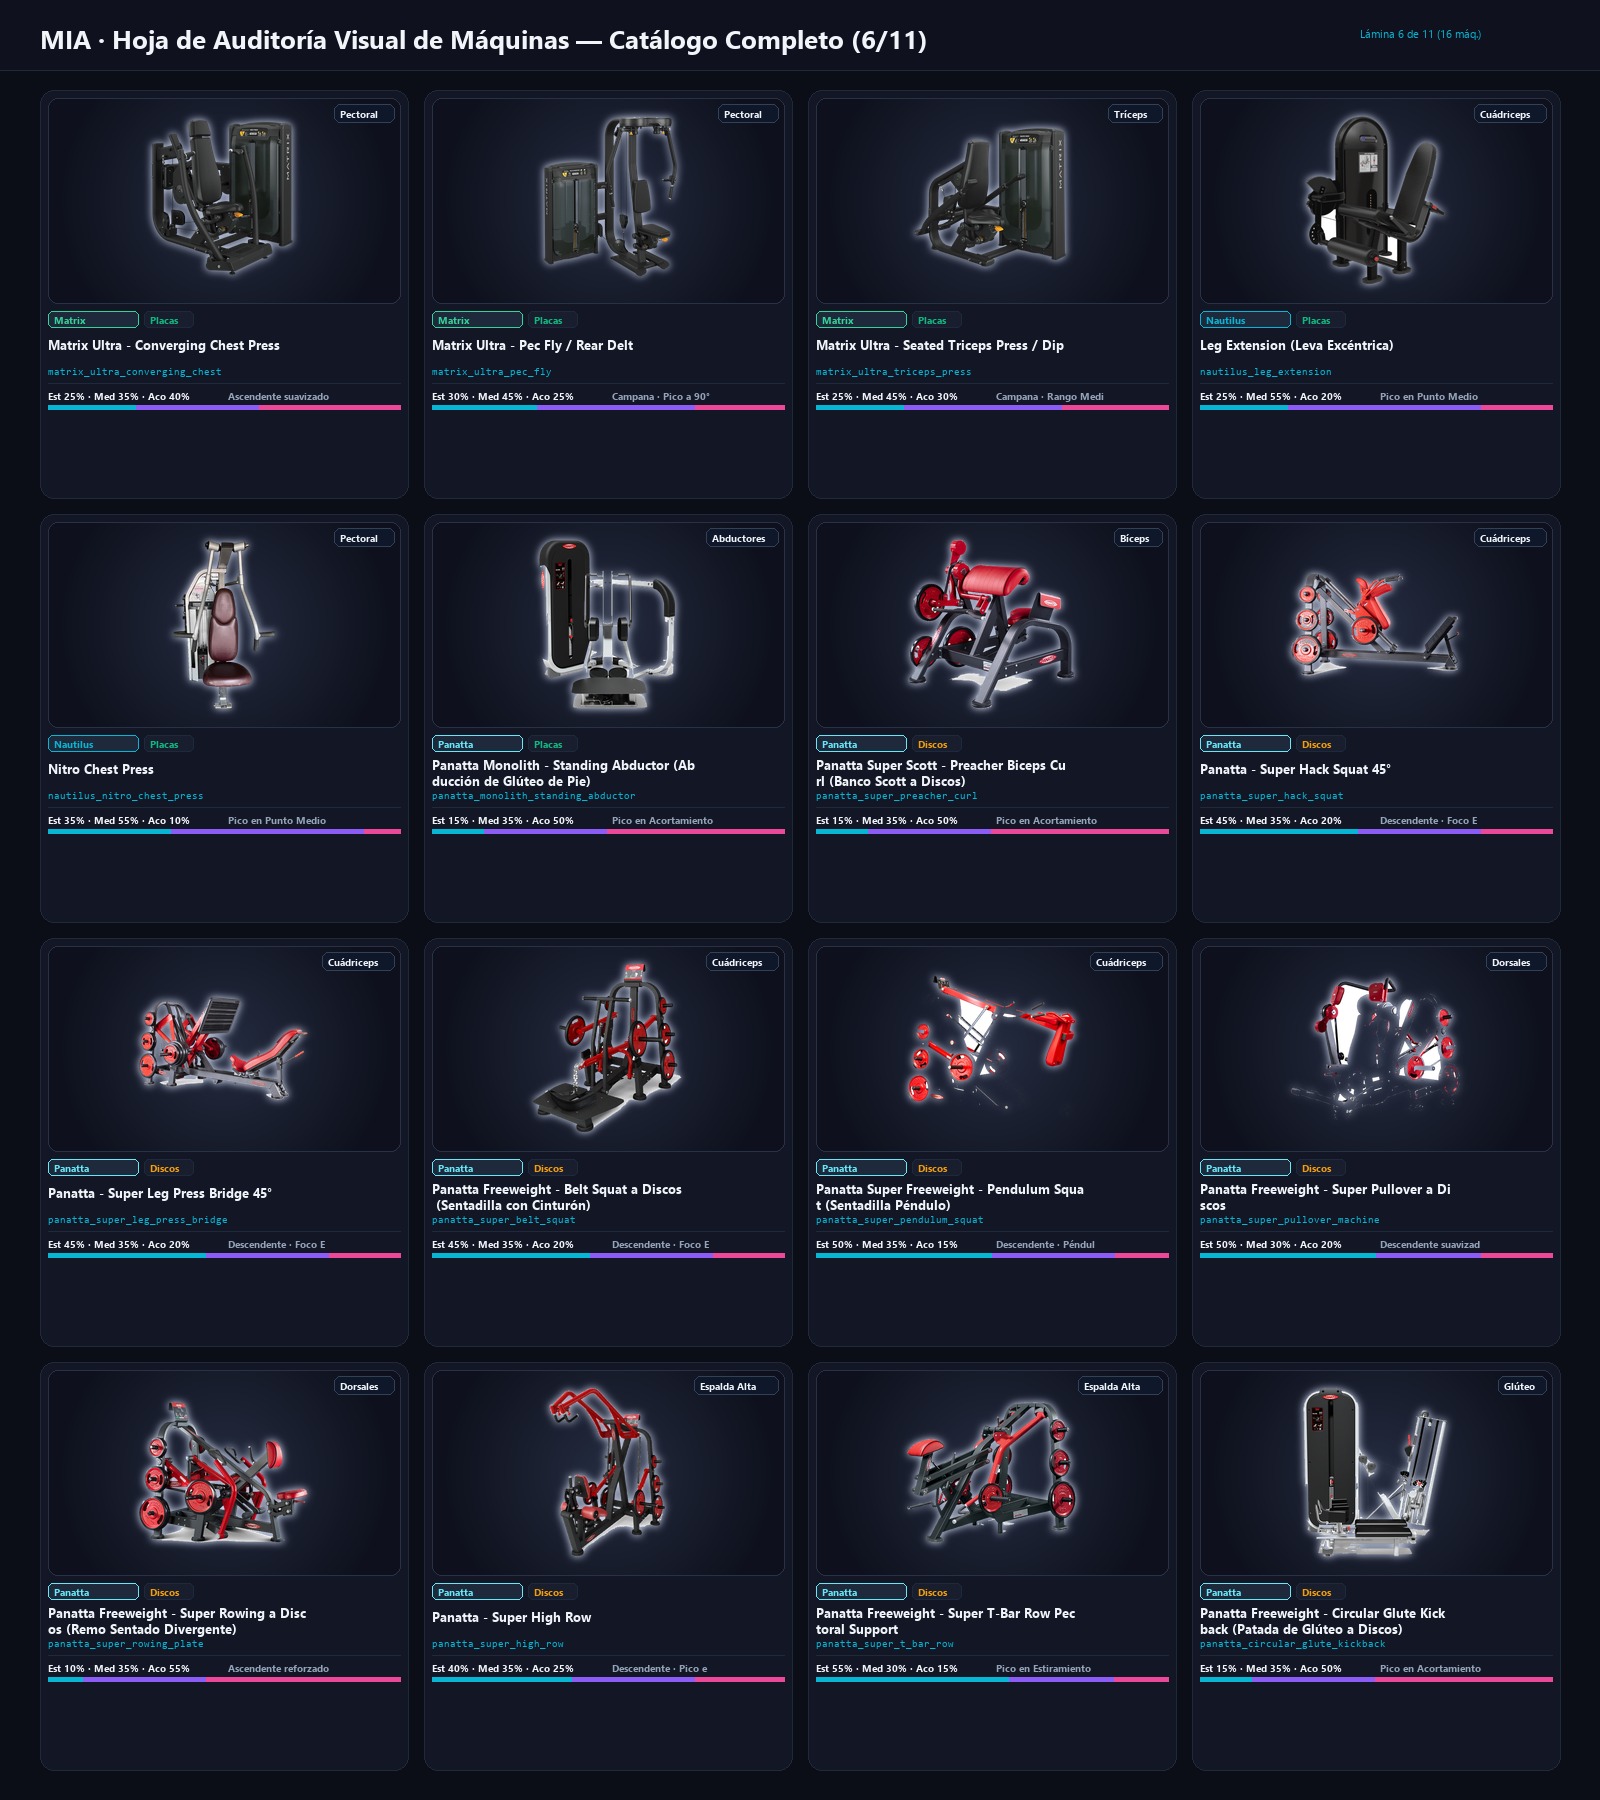 MIA · Hoja de Auditoría Visual de Máquinas — Catálogo Completo (6/11)
Lámina 6 de 11 (16 máq.)
Pectoral
Matrix
Placas
Matrix Ultra - Converging Chest Press
matrix_ultra_converging_chest
Est 25% · Med 35% · Aco 40%
Ascendente suavizado
Pectoral
Matrix
Placas
Matrix Ultra - Pec Fly / Rear Delt
matrix_ultra_pec_fly
Est 30% · Med 45% · Aco 25%
Campana · Pico a 90°
Tríceps
MATRIX
Matrix
Placas
Matrix Ultra - Seated Triceps Press / Dip
matrix_ultra_triceps_press
Est 25% · Med 45% · Aco 30%
Campana · Rango Medi
Cuádriceps
Nautilus
Placas
Leg Extension (Leva Excéntrica)
nautilus_leg_extension
Est 25% · Med 55% · Aco 20%
Pico en Punto Medio
Pectoral
Nautilus
Placas
Nitro Chest Press
nautilus_nitro_chest_press
Est 35% · Med 55% · Aco 10%
Pico en Punto Medio
Abductores
Panatta
Placas
Panatta Monolith - Standing Abductor (Ab
ducción de Glúteo de Pie)
panatta_monolith_standing_abductor
Est 15% · Med 35% · Aco 50%
Pico en Acortamiento
Bíceps
Panatta
Discos
Panatta Super Scott - Preacher Biceps Cu
rl (Banco Scott a Discos)
panatta_super_preacher_curl
Est 15% · Med 35% · Aco 50%
Pico en Acortamiento
Cuádriceps
Panatta
Discos
Panatta - Super Hack Squat 45°
panatta_super_hack_squat
Est 45% · Med 35% · Aco 20%
Descendente · Foco E
Cuádriceps
Panatta
Discos
Panatta - Super Leg Press Bridge 45°
panatta_super_leg_press_bridge
Est 45% · Med 35% · Aco 20%
Descendente · Foco E
Cuádriceps
Panatta
Discos
Panatta Freeweight - Belt Squat a Discos
(Sentadilla con Cinturón)
panatta_super_belt_squat
Est 45% · Med 35% · Aco 20%
Descendente · Foco E
Cuádriceps
Panatta
Discos
Panatta Super Freeweight - Pendulum Squa
t (Sentadilla Péndulo)
panatta_super_péndulum_squat
Est 50% · Med 35% · Aco 15%
Descendente · Péndul
Dorsales
Panatta
Discos
Panatta Freeweight - Super Pullover a Di
scos
panatta_super_pullover_machine
Est 50% · Med 30% · Aco 20%
Descendente suavizad
Dorsales
Panatta
Discos
Panatta Freeweight - Super Rowing a Disc
os (Remo Sentado Divergente)
panatta_super_rowing_plate
Est 10% · Med 35% · Aco 55%
Ascendente reforzado
Espalda Alta
Panatta
Discos
Panatta - Super High Row
panatta_super_high_row
Est 40% · Med 35% · Aco 25%
Descendente · Pico e
Espalda Alta
Panatta
Discos
Panatta Freeweight - Super T-Bar Row Pec
toral Support
panatta_super_t_bar_row
Est 55% · Med 30% · Aco 15%
Pico en Estiramiento
Glúteo
Panatta
Discos
Panatta Freeweight - Circular Glute Kick
back (Patada de Glúteo a Discos)
panatta_circular_glute_kickback
Est 15% · Med 35% · Aco 50%
Pico en Acortamiento